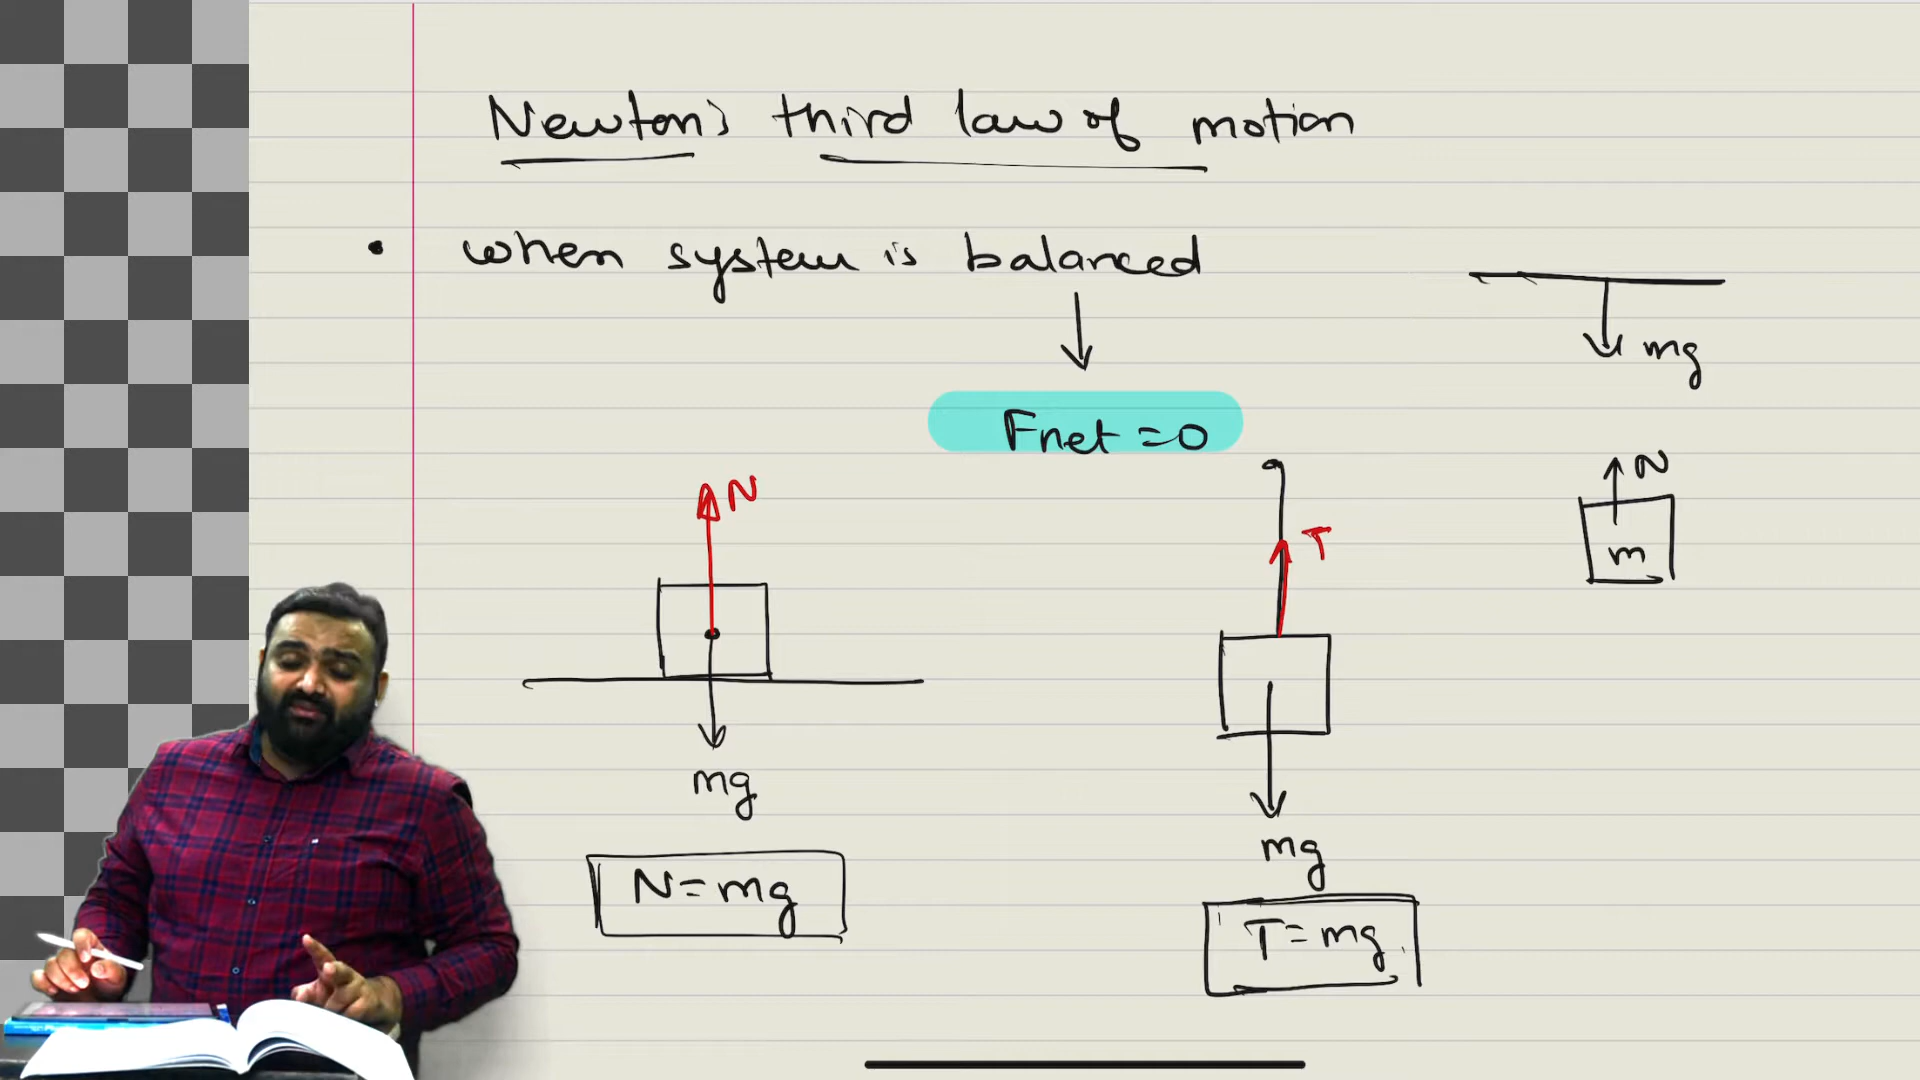 Newton's third law of motion
• when system is balanced
mg
Fnet = 0
N
N
T
m
mg
mg
N = mg
T = mg